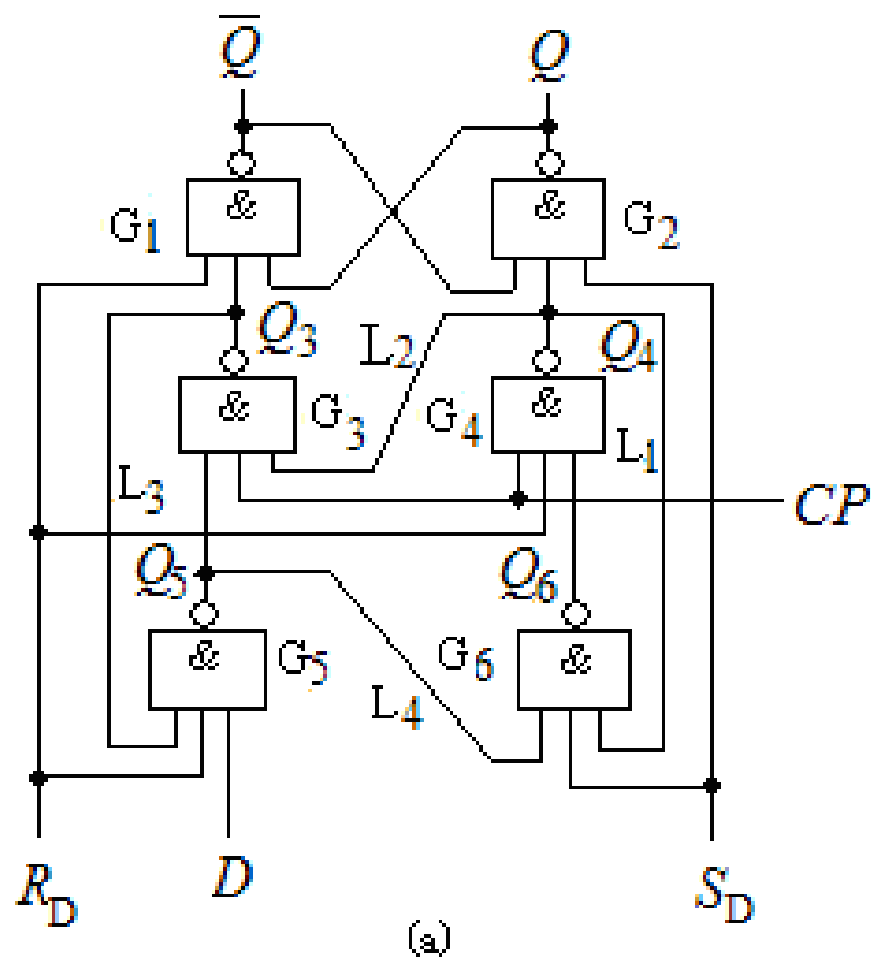 Q̅ Q
& &
G1 G2
Q3 L2 Q4
& G3 G4 & L1
L3 CP
Q5 Q6
& G5 G6 &
L4
RD D SD
(a)